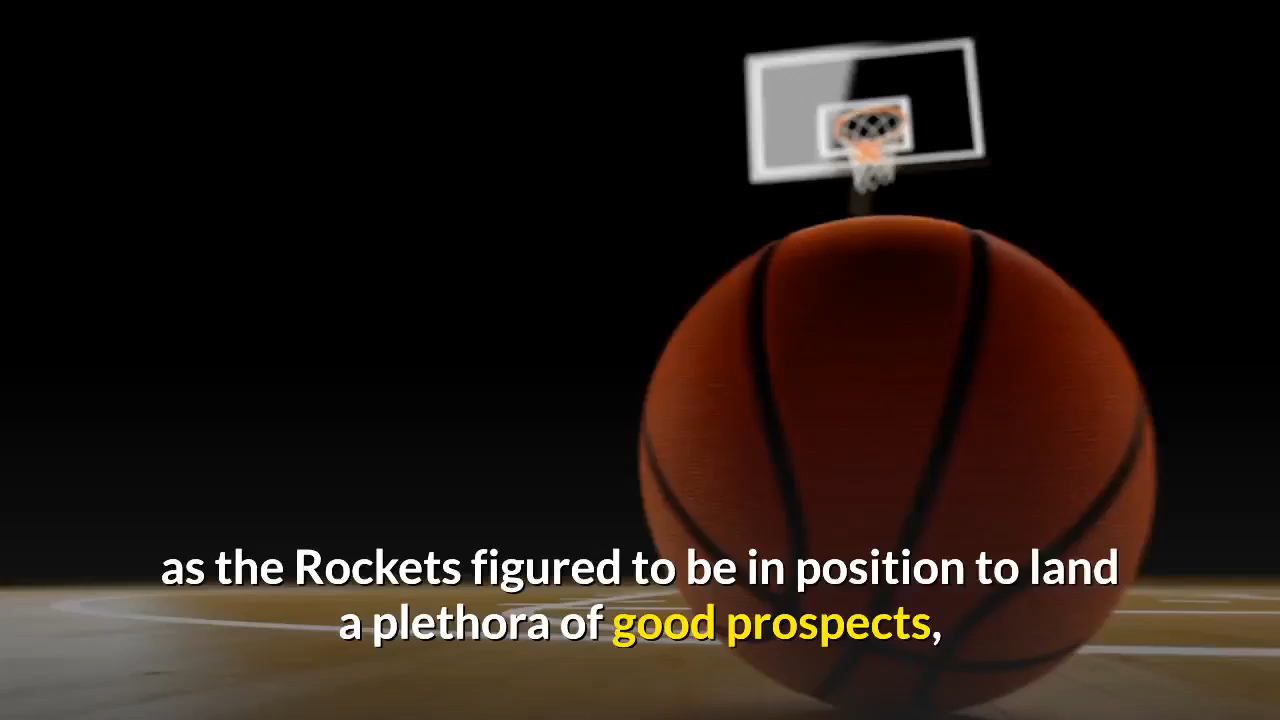 as the Rockets figured to be in position to land
a plethora of good prospects,